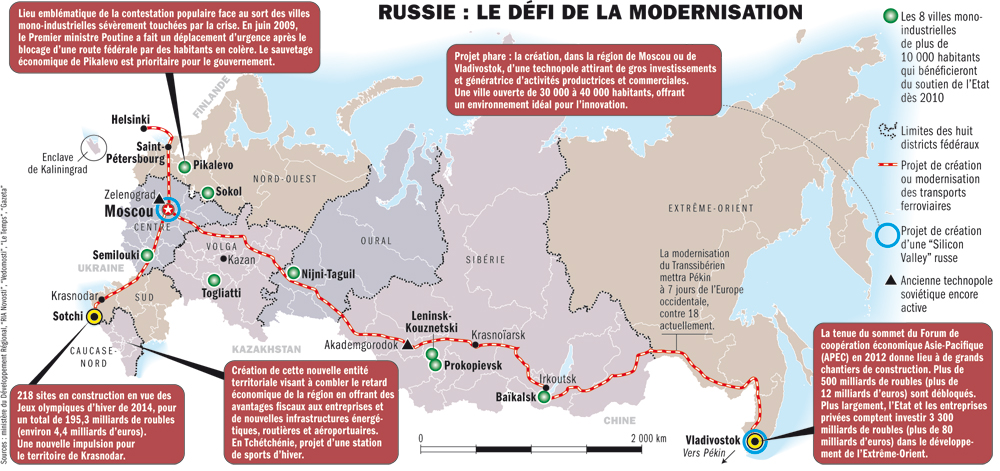 RUSSIE : LE DÉFI DE LA MODERNISATION
Lieu emblématique de la contestation populaire face au sort des villes
mono-industrielles sévèrement touchées par la crise. En juin 2009,
le Premier ministre Poutine a fait un déplacement d'urgence après le
blocage d'une route fédérale par des habitants en colère. Le sauvetage
économique de Pikalevo est prioritaire pour le gouvernement.
Projet phare : la création, dans la région de Moscou ou de
Vladivostok, d'une technopole attirant de gros investissements
et génératrice d'activités productrices et commerciales.
Une ville ouverte de 30 000 à 40 000 habitants, offrant
un environnement idéal pour l'innovation.
Les 8 villes mono-
industrielles
de plus de
10 000 habitants
qui bénéficieront
du soutien de l'Etat
dès 2010
Limites des huit
districts fédéraux
Projet de création
ou modernisation
des transports
ferroviaires
Projet de création
d'une "Silicon
Valley" russe
Ancienne technopole
soviétique encore
active
FINLANDE
Helsinki
Saint-
Pétersbourg
Enclave
de Kaliningrad
Pikalevo
NORD-OUEST
Zelenograd
Sokol
Moscou
CENTRE
EXTRÊME-ORIENT
OURAL
VOLGA
Kazan
SIBÉRIE
Semilouki
UKRAINE
Nijni-Taguil
Togliatti
La modernisation
du Transsibérien
mettra Pékin
à 7 jours de l'Europe
occidentale,
contre 18
actuellement.
Krasnodar
SUD
Sotchi
Leninsk-
Kouznetski
Krasnoïarsk
Akademgorodok
KAZAKHSTAN
CAUCASE-
NORD
Prokopievsk
Irkoutsk
Baïkalsk
CHINE
Vladivostok
Vers Pékin
0
2 000 km
218 sites en construction en vue des
Jeux olympiques d'hiver de 2014, pour
un total de 195,3 milliards de roubles
(environ 4,4 milliards d'euros).
Une nouvelle impulsion pour
le territoire de Krasnodar.
Création de cette nouvelle entité
territoriale visant à combler le retard
économique de la région en offrant des
avantages fiscaux aux entreprises et
de nouvelles infrastructures énergé-
tiques, routières et aéroportuaires.
En Tchétchénie, projet d'une station
de sports d'hiver.
La tenue du sommet du Forum de
coopération économique Asie-Pacifique
(APEC) en 2012 donne lieu à de grands
chantiers de construction. Plus de
500 milliards de roubles (plus de
12 milliards d'euros) sont débloqués.
Plus largement, l'Etat et les entreprises
privées comptent investir 3 300
milliards de roubles (plus de 80
milliards d'euros) dans le développe-
ment de l'Extrême-Orient.
Sources : ministère du Développement Régional, "RIA Novosti", "Vedomosti", "Le Temps", "Gazeta"